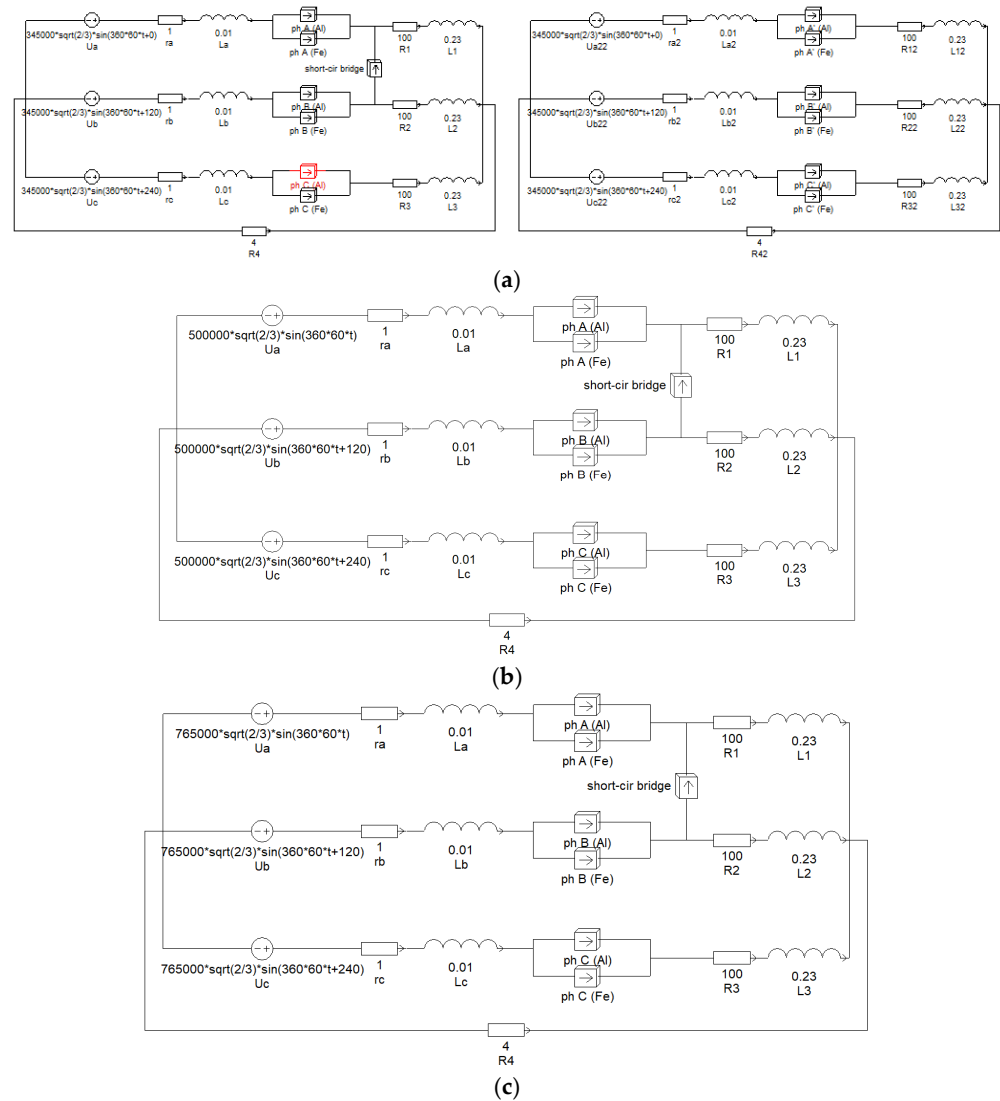 1
ra
0.01
La
ph A (Al)
ph A (Fe)
100
R1
0.23
L1
345000*sqrt(2/3)*sin(360*60*t+0)
Ua
short-cir bridge
1
rb
0.01
Lb
ph B (Al)
ph B (Fe)
100
R2
0.23
L2
345000*sqrt(2/3)*sin(360*60*t+120)
Ub
1
rc
0.01
Lc
ph C (Al)
ph C (Fe)
100
R3
0.23
L3
345000*sqrt(2/3)*sin(360*60*t+240)
Uc
4
R4
1
ra2
0.01
La2
ph A' (Al)
ph A' (Fe)
100
R12
0.23
L12
345000*sqrt(2/3)*sin(360*60*t+0)
Ua22
1
rb2
0.01
Lb2
ph B' (Al)
ph B' (Fe)
100
R22
0.23
L22
345000*sqrt(2/3)*sin(360*60*t+120)
Ub22
1
rc2
0.01
Lc2
ph C' (Al)
ph C' (Fe)
100
R32
0.23
L32
345000*sqrt(2/3)*sin(360*60*t+240)
Uc22
4
R42
(a)
500000*sqrt(2/3)*sin(360*60*t)
Ua
1
ra
0.01
La
ph A (Al)
ph A (Fe)
100
R1
0.23
L1
short-cir bridge
500000*sqrt(2/3)*sin(360*60*t+120)
Ub
1
rb
0.01
Lb
ph B (Al)
ph B (Fe)
100
R2
0.23
L2
500000*sqrt(2/3)*sin(360*60*t+240)
Uc
1
rc
0.01
Lc
ph C (Al)
ph C (Fe)
100
R3
0.23
L3
4
R4
(b)
765000*sqrt(2/3)*sin(360*60*t)
Ua
1
ra
0.01
La
ph A (Al)
ph A (Fe)
100
R1
0.23
L1
short-cir bridge
765000*sqrt(2/3)*sin(360*60*t+120)
Ub
1
rb
0.01
Lb
ph B (Al)
ph B (Fe)
100
R2
0.23
L2
765000*sqrt(2/3)*sin(360*60*t+240)
Uc
1
rc
0.01
Lc
ph C (Al)
ph C (Fe)
100
R3
0.23
L3
4
R4
(c)